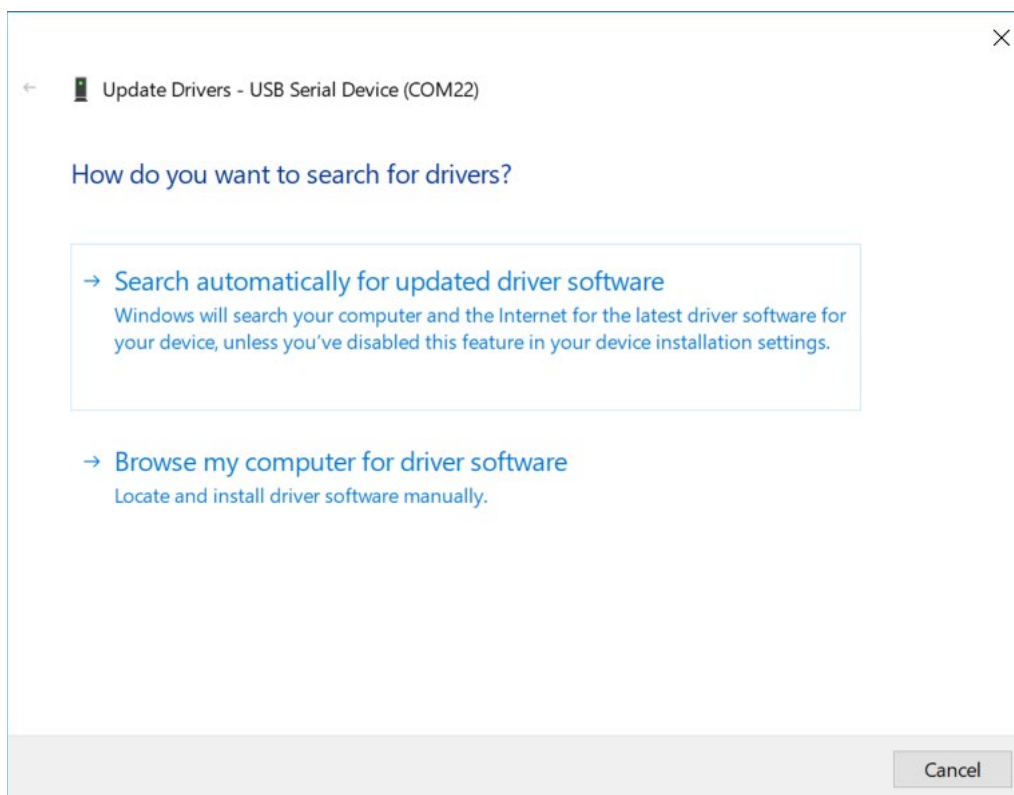 Update Drivers - USB Serial Device (COM22)
How do you want to search for drivers?
Search automatically for updated driver software
Windows will search your computer and the Internet for the latest driver software for
your device, unless you’ve disabled this feature in your device installation settings.
Browse my computer for driver software
Locate and install driver software manually.
Cancel